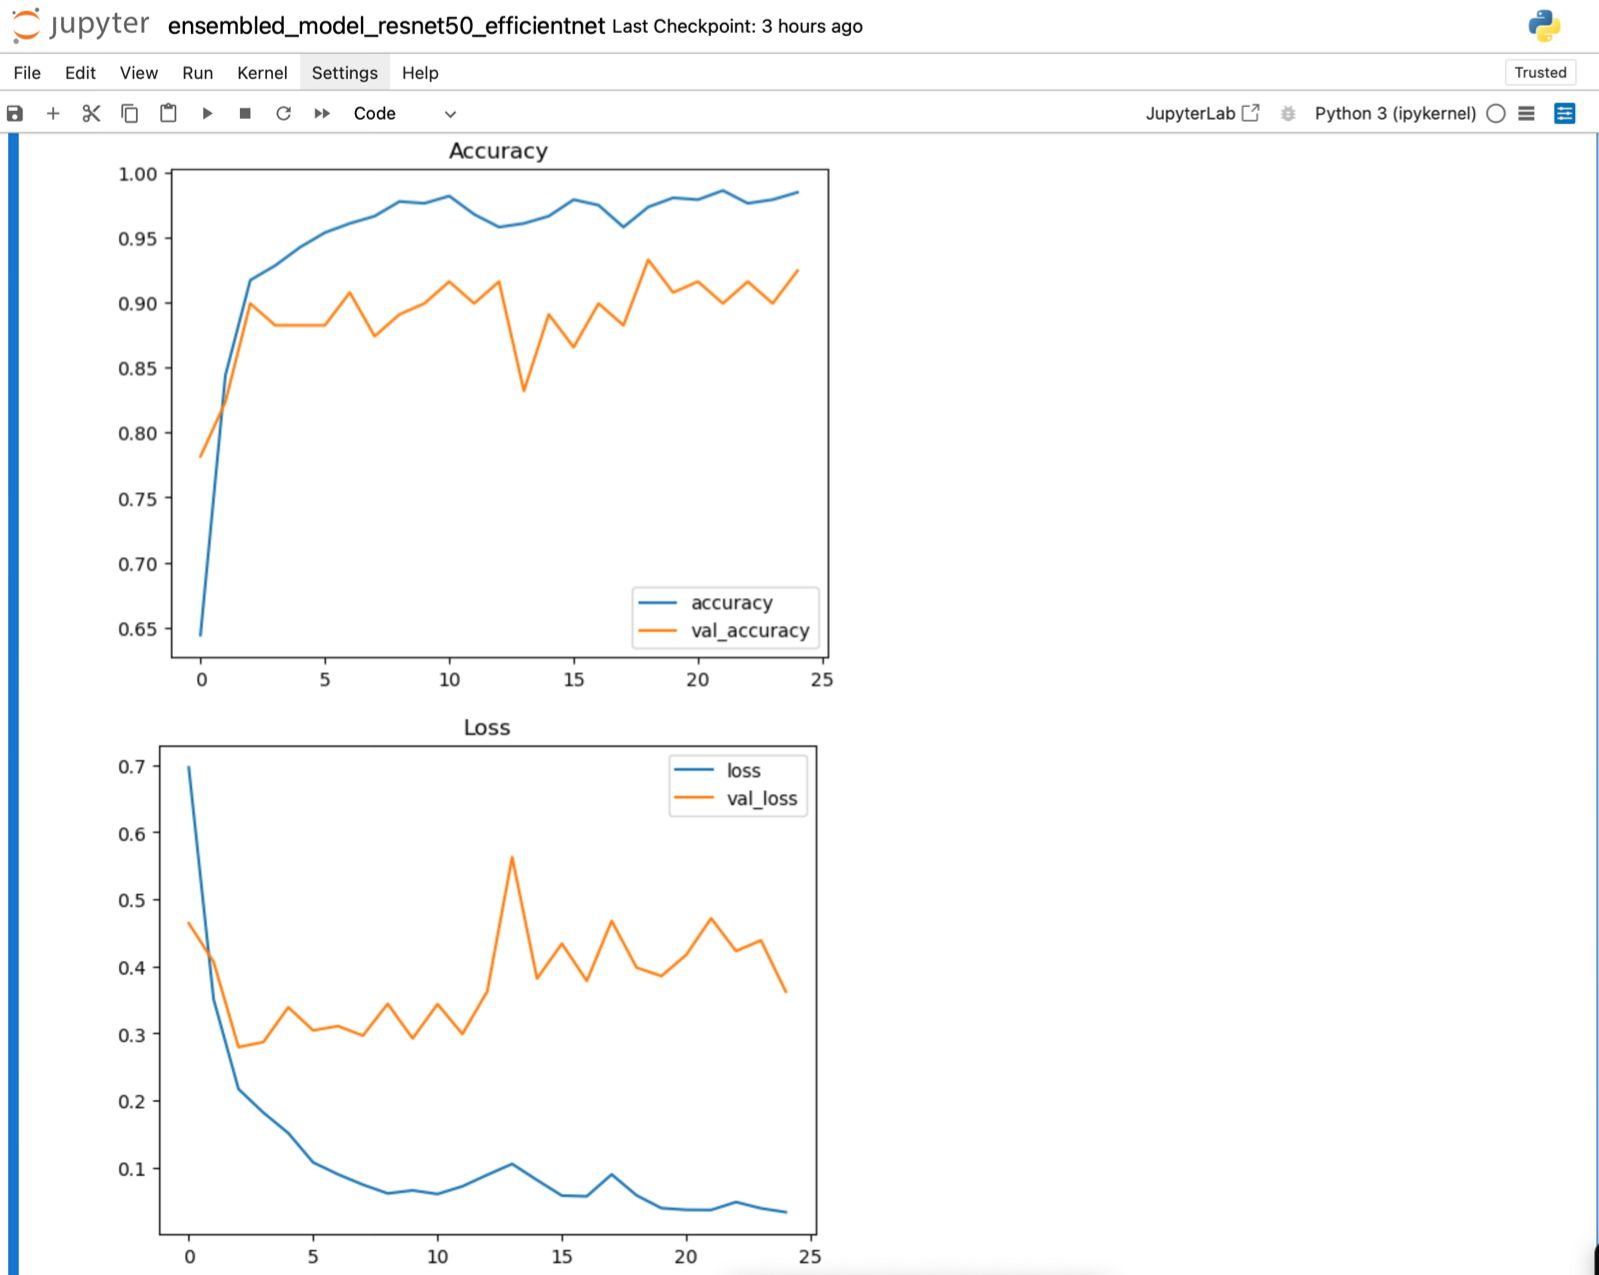 jupyter ensembled_model_resnet50_efficientnet Last Checkpoint: 3 hours ago
File Edit View Run Kernel Settings Help Trusted
Code JupyterLab Python 3 (ipykernel)
Accuracy
1.00
0.95
0.90
0.85
0.80
0.75
0.70
0.65
accuracy
val_accuracy
0 5 10 15 20 25
Loss
0.7
0.6
0.5
0.4
0.3
0.2
0.1
loss
val_loss
0 5 10 15 20 25